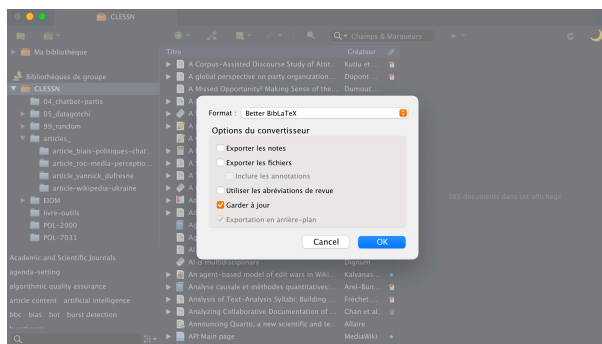 CLESSN
Champs & Marqueurs
Ma bibliothèque
Bibliothèques de groupe
CLESSN
04_chatbot-partis
05_datagotchi
99_random
articles_
article_biais-politiques-chat...
article_roc-media-perceptio...
article_yannick_dufresne
article-wikipedia-ukraine
EIOM
livre-outils
POL-2000
POL-7031
Academic and Scientific Journals
agenda-setting
algorithmic quality assurance
article content artificial intelligence
bbc bias bot burst detection
Titre Créateur
A Corpus-Assisted Discourse Study of Attit... Kutlu et ...
A global perspective on party organization... Düpont ...
A Missed Opportunity? Making Sense of the... Dumouc...
Format : Better BibLaTeX
Options du convertisseur
Exporter les notes
Exporter les fichiers
Inclure les annotations
Utiliser les abréviations de revue
Garder à jour
Exportation en arrière-plan
Cancel OK
AI is multidisciplinary Dignum
An agent-based model of edit wars in Wiki... Kalyanas...
Analyse causale et méthodes quantitatives:... Arel-Bun...
Analysis of Text-Analysis Syllabi: Building ... Fréchet ...
Analyzing Collaborative Documentation of ... Chan et al.
Announcing Quarto, a new scientific and te... Allaire
API:Main page MediaWiki
361 documents dans cet affichage